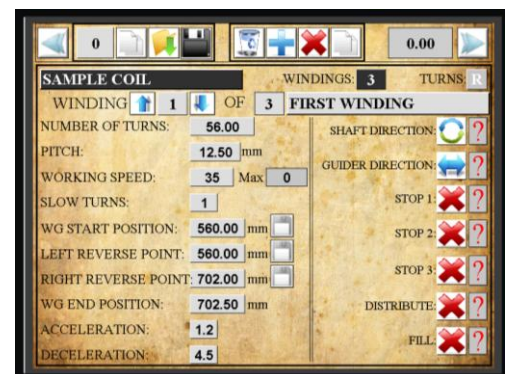 0 0.00
SAMPLE COIL WINDINGS: 3 TURNS: R
WINDING 1 OF 3 FIRST WINDING
NUMBER OF TURNS: 56.00 SHAFT DIRECTION: ?
PITCH: 12.50 mm
GUIDER DIRECTION: ?
WORKING SPEED: 35 Max 0
SLOW TURNS: 1 STOP 1: ?
WG START POSITION: 560.00 mm STOP 2: ?
LEFT REVERSE POINT: 560.00 mm
RIGHT REVERSE POINT: 702.00 mm STOP 3: ?
WG END POSITION: 702.50 mm DISTRIBUTE: ?
ACCELERATION: 1.2
FILL: ?
DECELERATION: 4.5